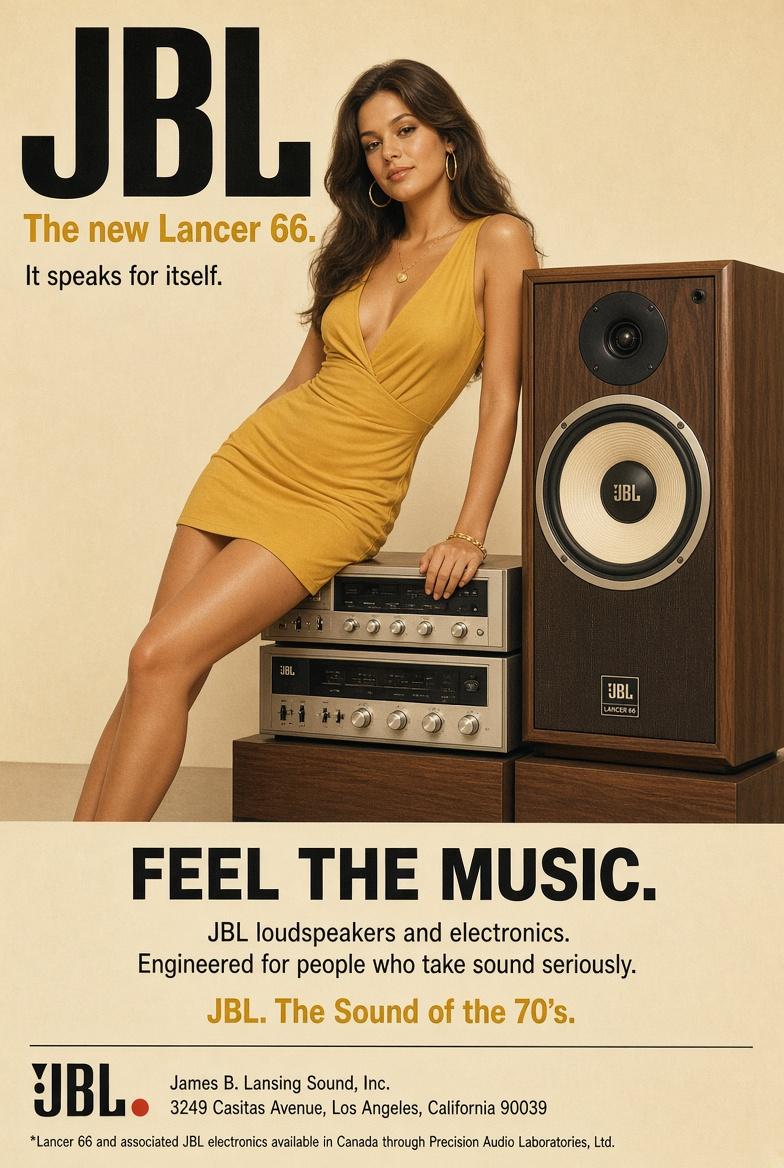 JBL
The new Lancer 66.
It speaks for itself.
JBL
JBL
JBL
LANCER 66
FEEL THE MUSIC.
JBL loudspeakers and electronics.
Engineered for people who take sound seriously.
JBL. The Sound of the 70's.
JBL
James B. Lansing Sound, Inc.
3249 Casitas Avenue, Los Angeles, California 90039
*Lancer 66 and associated JBL electronics available in Canada through Precision Audio Laboratories, Ltd.